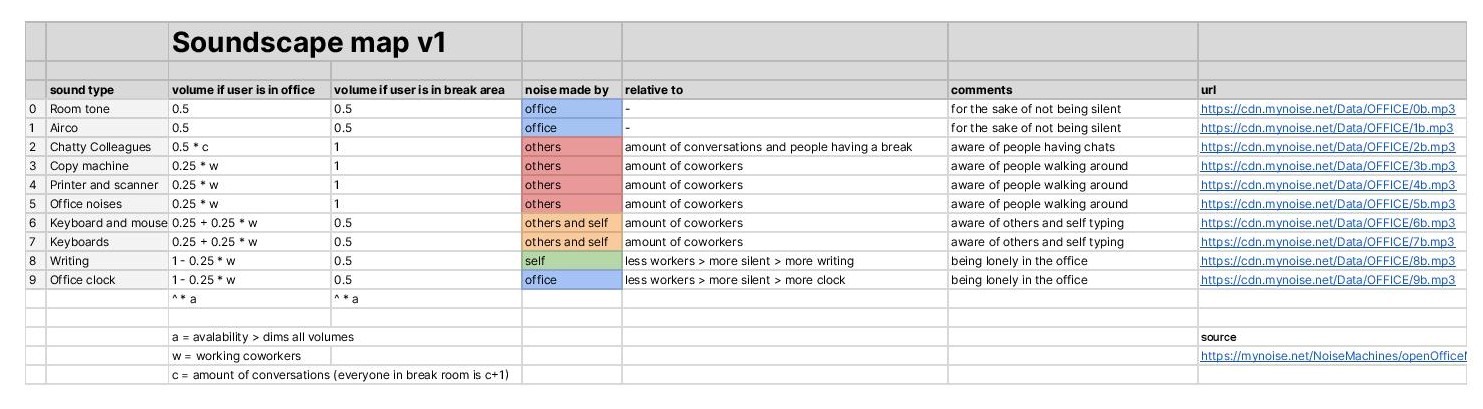 Soundscape map v1
sound type volume if user is in office volume if user is in break area noise made by relative to comments url
0 Room tone 0.5 0.5 office - for the sake of not being silent https://cdn.mynoise.net/Data/OFFICE/0b.mp3
1 Airco 0.5 0.5 office - for the sake of not being silent https://cdn.mynoise.net/Data/OFFICE/1b.mp3
2 Chatty Colleagues 0.5 * c 1 others amount of conversations and people having a break aware of people having chats https://cdn.mynoise.net/Data/OFFICE/2b.mp3
3 Copy machine 0.25 * w 1 others amount of coworkers aware of people walking around https://cdn.mynoise.net/Data/OFFICE/3b.mp3
4 Printer and scanner 0.25 * w 1 others amount of coworkers aware of people walking around https://cdn.mynoise.net/Data/OFFICE/4b.mp3
5 Office noises 0.25 * w 1 others amount of coworkers aware of people walking around https://cdn.mynoise.net/Data/OFFICE/5b.mp3
6 Keyboard and mouse 0.25 + 0.25 * w 0.5 others and self amount of coworkers aware of others and self typing https://cdn.mynoise.net/Data/OFFICE/6b.mp3
7 Keyboards 0.25 + 0.25 * w 0.5 others and self amount of coworkers aware of others and self typing https://cdn.mynoise.net/Data/OFFICE/7b.mp3
8 Writing 1 - 0.25 * w 0.5 self less workers > more silent > more writing being lonely in the office https://cdn.mynoise.net/Data/OFFICE/8b.mp3
9 Office clock 1 - 0.25 * w 0.5 office less workers > more silent > more clock being lonely in the office https://cdn.mynoise.net/Data/OFFICE/9b.mp3
^ * a ^ * a
a = avalability > dims all volumes source
w = working coworkers https://mynoise.net/NoiseMachines/openOffice
c = amount of conversations (everyone in break room is c+1)